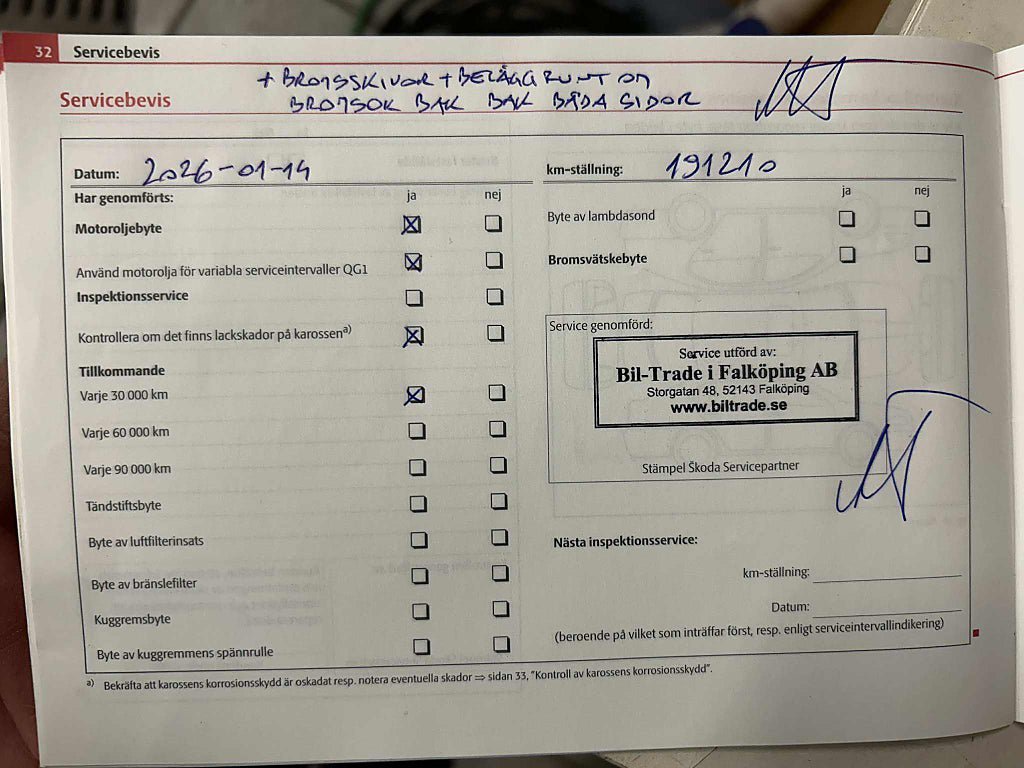 32 Servicebevis
+ BROMSSKIVOR + BELÄGG RUNT OM
BROMSOK BAK BAK BÅDA SIDOR
Servicebevis
Datum: 2026-01-14
km-ställning: 191210
Har genomförts: ja nej
ja nej
Motoroljebyte
Byte av lambdasond
Använd motorolja för variabla serviceintervaller QG1
Bromsvätskebyte
Inspektionsservice
Kontrollera om det finns lackskador på karossen a)
Service genomförd:
Service utförd av:
Bil-Trade i Falköping AB
Storgatan 48, 52143 Falköping
www.biltrade.se
Stämpel Škoda Servicepartner
Tillkommande
Varje 30 000 km
Varje 60 000 km
Varje 90 000 km
Tändstiftsbyte
Byte av luftfilterinsats
Byte av bränslefilter
Kuggremsbyte
Byte av kuggremmens spännrulle
Nästa inspektionsservice:
km-ställning:
Datum:
(beroende på vilket som inträffar först, resp. enligt serviceintervallindikering)
a) Bekräfta att karossens korrosionsskydd är oskadat resp. notera eventuella skador ⇒ sidan 33, "Kontroll av karossens korrosionsskydd".